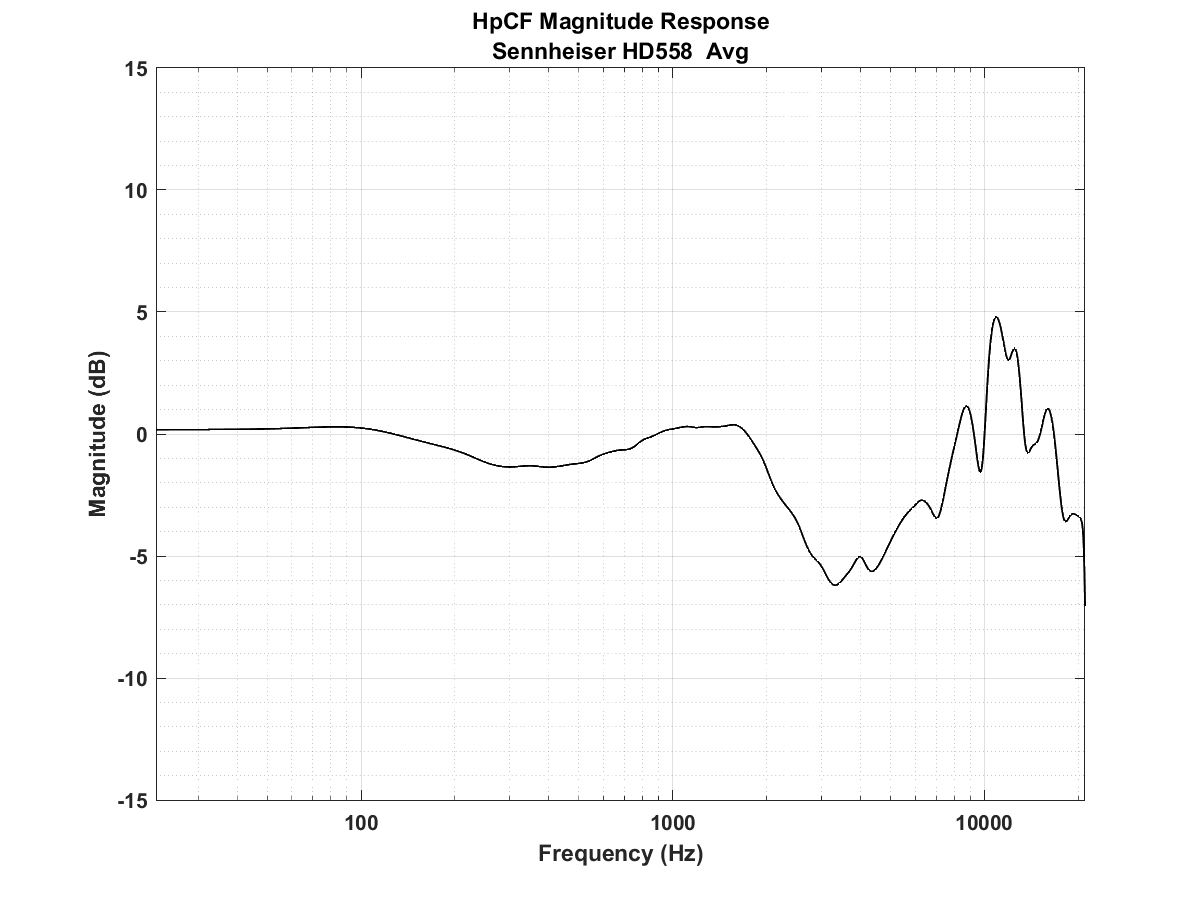 HpCF Magnitude Response
Sennheiser HD558  Avg
15
10
5
0
-5
-10
-15
Magnitude (dB)
100
1000
10000
Frequency (Hz)